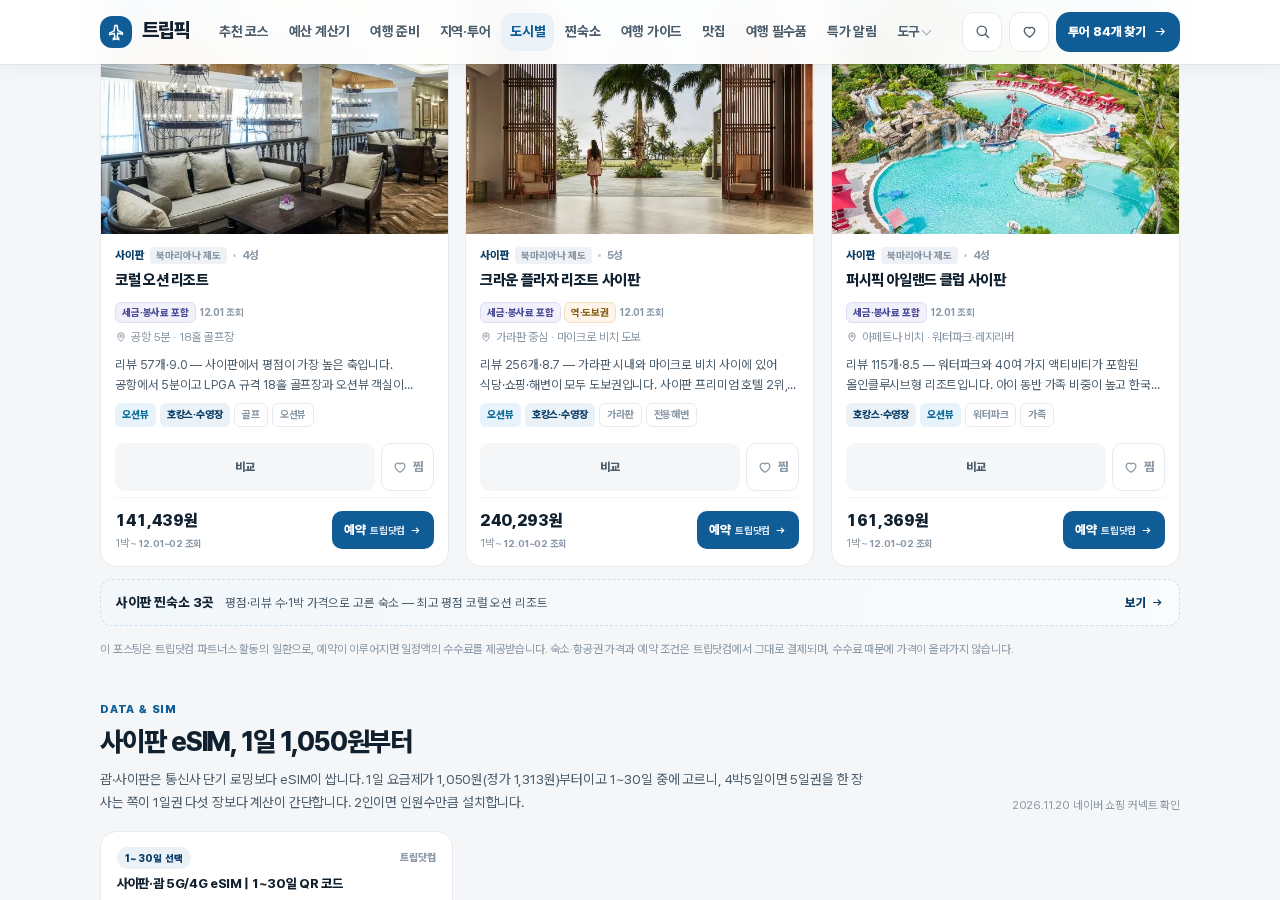 트립픽 추천 코스 예산 계산기 여행 준비 지역·투어 도시별 찐숙소 여행 가이드 맛집 여행 필수품 특가 알림 도구 투어 84개 찾기 →
사이판 북마리아나 제도 • 4성
코럴 오션 리조트
세금·봉사료 포함 12.01 조회
공항 5분 · 18홀 골프장
리뷰 57개·9.0 — 사이판에서 평점이 가장 높은 축입니다.
공항에서 5분이고 LPGA 규격 18홀 골프장과 오션뷰 객실이...
오션뷰 호캉스·수영장 골프 오션뷰
비교 찜
141,439원
1박~ 12.01~02 조회
예약 트립닷컴 →
사이판 북마리아나 제도 • 5성
크라운 플라자 리조트 사이판
세금·봉사료 포함 역·도보권 12.01 조회
가라판 중심 · 마이크로 비치 도보
리뷰 256개·8.7 — 가라판 시내와 마이크로 비치 사이에 있어
식당·쇼핑·해변이 모두 도보권입니다. 사이판 프리미엄 호텔 2위,...
오션뷰 호캉스·수영장 가라판 전용해변
비교 찜
240,293원
1박~ 12.01~02 조회
예약 트립닷컴 →
사이판 북마리아나 제도 • 4성
퍼시픽 아일랜드 클럽 사이판
세금·봉사료 포함 12.01 조회
아페트나 비치 · 워터파크·레지리버
리뷰 115개·8.5 — 워터파크와 40여 가지 액티비티가 포함된
올인클루시브형 리조트입니다. 아이 동반 가족 비중이 높고 한국...
호캉스·수영장 오션뷰 워터파크 가족
비교 찜
161,369원
1박~ 12.01~02 조회
예약 트립닷컴 →
사이판 찐숙소 3곳 평점·리뷰 수·1박 가격으로 고른 숙소 — 최고 평점 코럴 오션 리조트 보기 →
이 포스팅은 트립닷컴 파트너스 활동의 일환으로, 예약이 이루어지면 일정액의 수수료를 제공받습니다. 숙소·항공권 가격과 예약 조건은 트립닷컴에서 그대로 결제되며, 수수료 때문에 가격이 올라가지 않습니다.
DATA & SIM
사이판 eSIM, 1일 1,050원부터
괌·사이판은 통신사 단기 로밍보다 eSIM이 쌉니다. 1일 요금제가 1,050원(정가 1,313원)부터이고 1~30일 중에 고르니, 4박5일이면 5일권을 한 장
사는 쪽이 1일권 다섯 장보다 계산이 간단합니다. 2인이면 인원수만큼 설치합니다.
2026.11.20 네이버 쇼핑 커넥트 확인
1~30일 선택 트립닷컴
사이판·괌 5G/4G eSIM | 1~30일 QR 코드